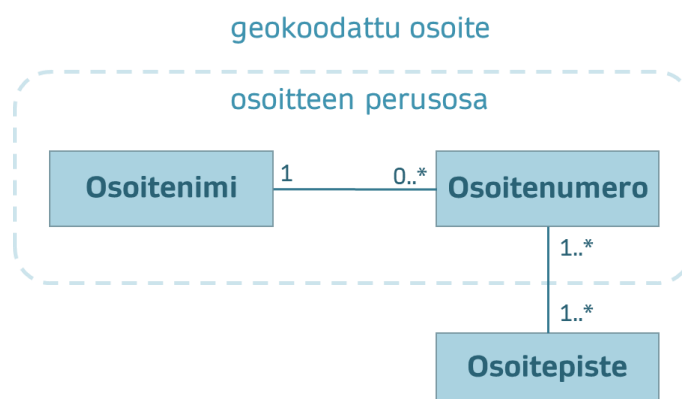 geokoodattu osoite
osoitteen perusosa
Osoitenimi
1
0..*
Osoitenumero
1..*
1..*
Osoitepiste